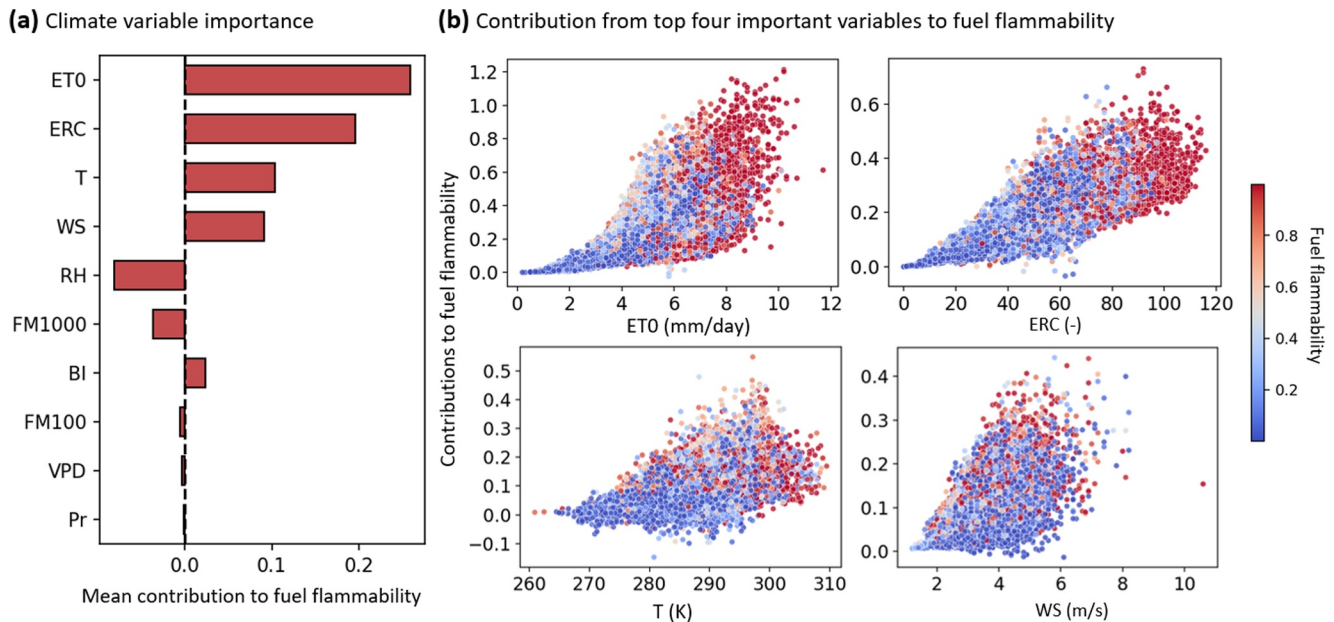 (a) Climate variable importance
ET0
ERC
T
WS
RH
FM1000
BI
FM100
VPD
Pr
0.0 0.1 0.2
Mean contribution to fuel flammability
(b) Contribution from top four important variables to fuel flammability
Contributions to fuel flammability
1.2
1.0
0.8
0.6
0.4
0.2
0.0
0 2 4 6 8 10 12
ET0 (mm/day)
0.6
0.4
0.2
0.0
0 20 40 60 80 100 120
ERC (-)
0.5
0.4
0.3
0.2
0.1
0.0
−0.1
260 270 280 290 300 310
T (K)
0.4
0.3
0.2
0.1
0.0
2 4 6 8 10
WS (m/s)
0.8
0.6
0.4
0.2
Fuel flammability